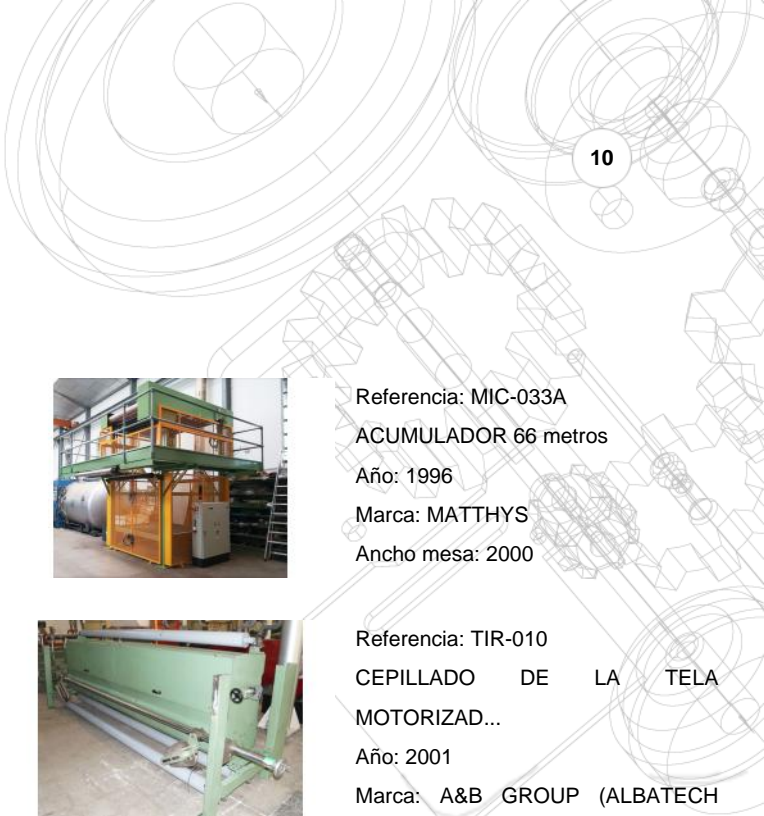 10
Referencia: MIC-033A
ACUMULADOR 66 metros
Año: 1996
Marca: MATTHYS
Ancho mesa: 2000
Referencia: TIR-010
CEPILLADO DE LA TELA
MOTORIZAD...
Año: 2001
Marca: A&B GROUP (ALBATECH